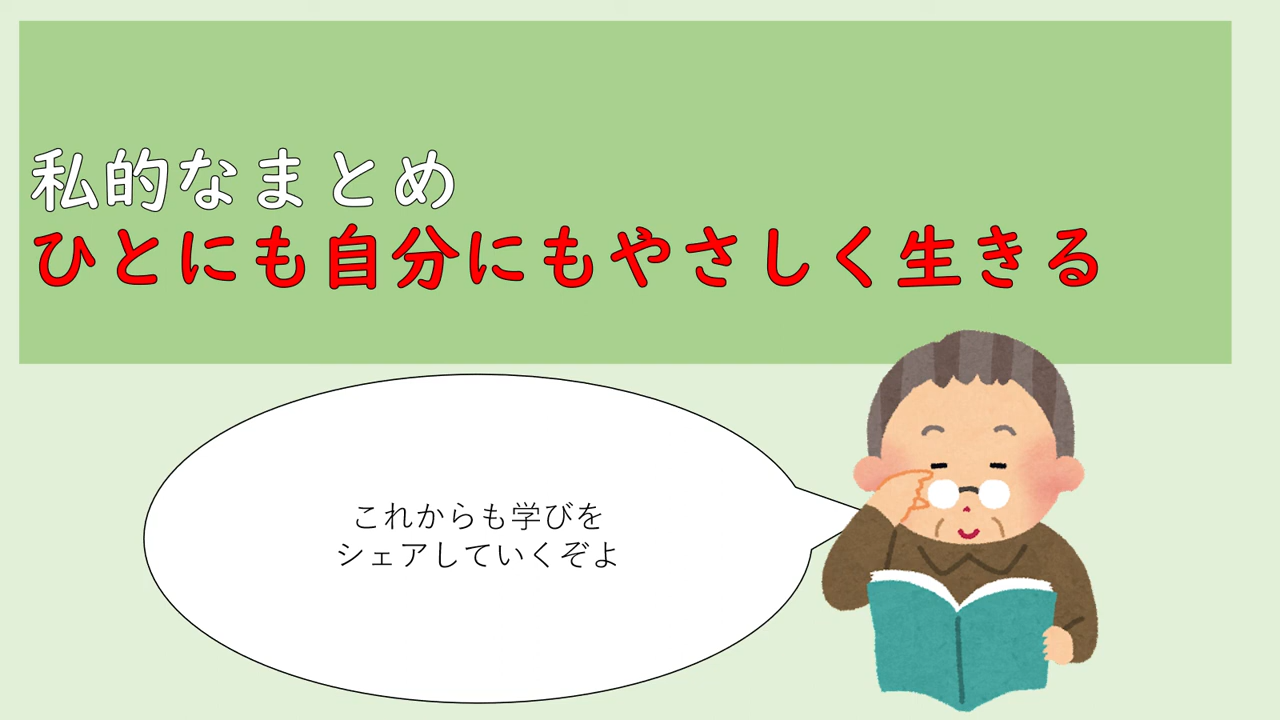 私的なまとめ
ひとにも自分にもやさしく生きる
これからも学びを
シェアしていくぞよ